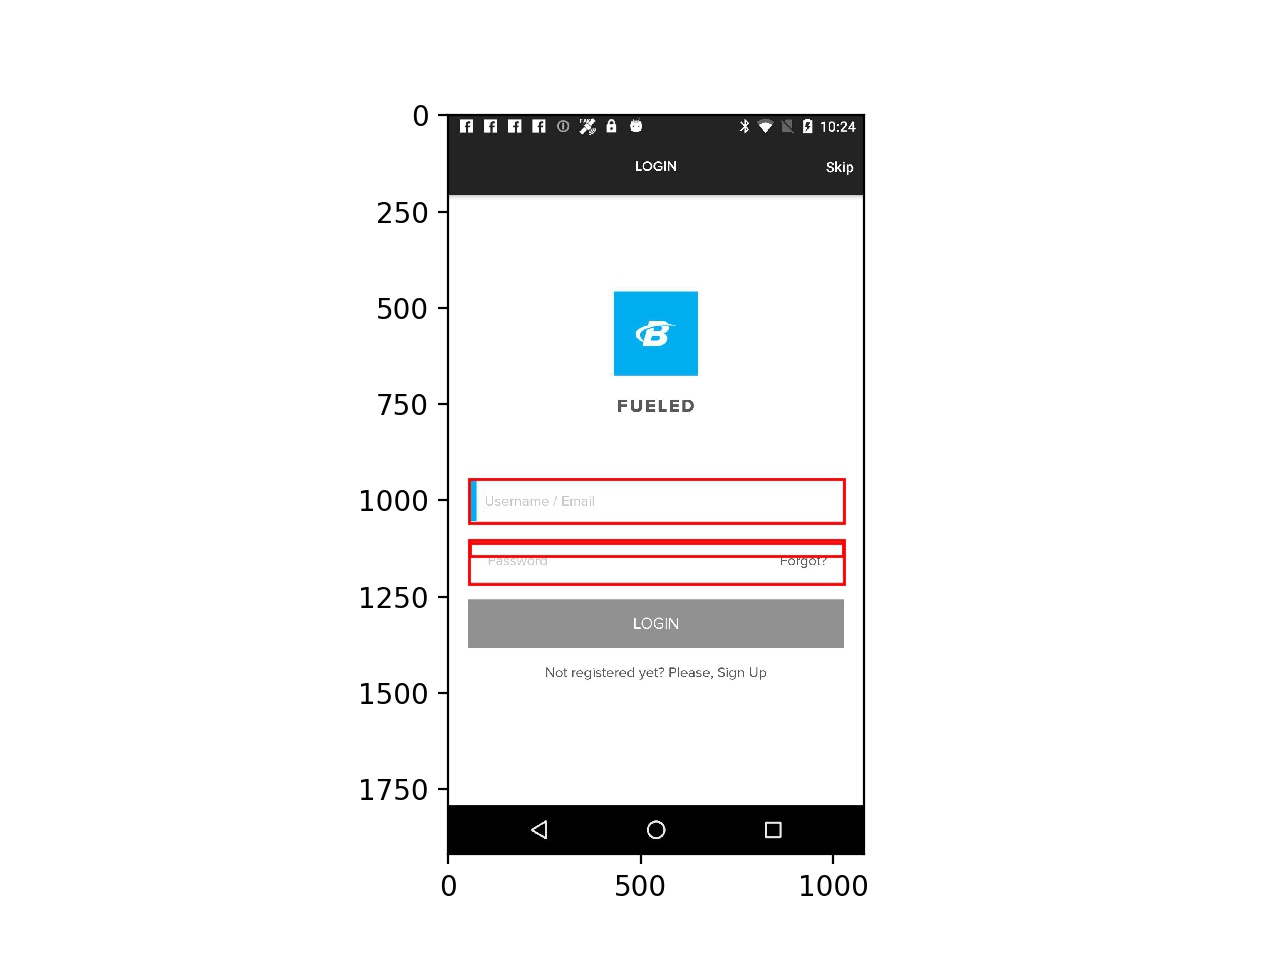 10:24
LOGIN
Skip
0
250
500
750
1000
1250
1500
1750
B
FUELED
Username / Email
Password
Forgot?
LOGIN
Not registered yet? Please, Sign Up
0
500
1000